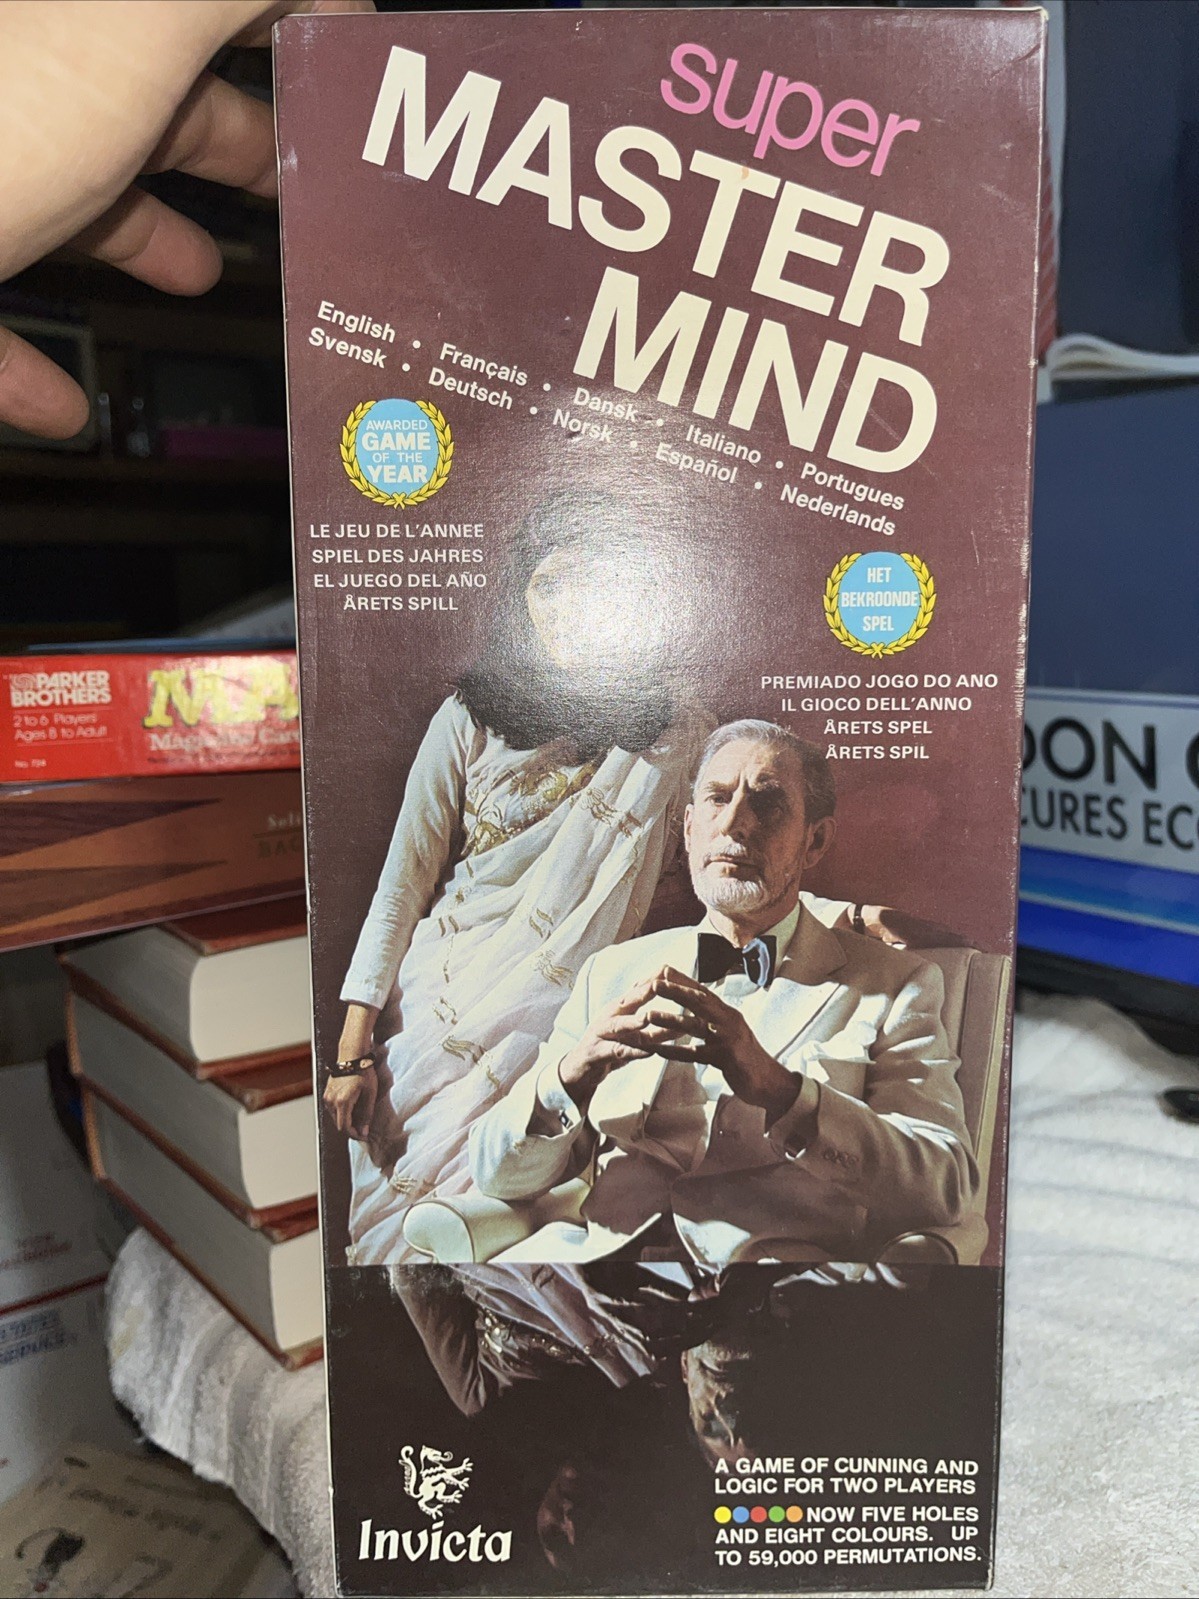 super
MASTER
MIND
English • Français • Dansk • Italiano • Portugues
Svensk • Deutsch • Norsk • Español • Nederlands
AWARDED
GAME
OF THE
YEAR
LE JEU DE L'ANNEE
SPIEL DES JAHRES
EL JUEGO DEL AÑO
ÅRETS SPILL
HET
BEKROONDE
SPEL
PREMIADO JOGO DO ANO
IL GIOCO DELL'ANNO
ÅRETS SPEL
ÅRETS SPIL
PARKER
BROTHERS
2 to 6 Players
Ages 8 to Adult
MA
CURES EC
Invicta
A GAME OF CUNNING AND
LOGIC FOR TWO PLAYERS
NOW FIVE HOLES
AND EIGHT COLOURS. UP
TO 59,000 PERMUTATIONS.